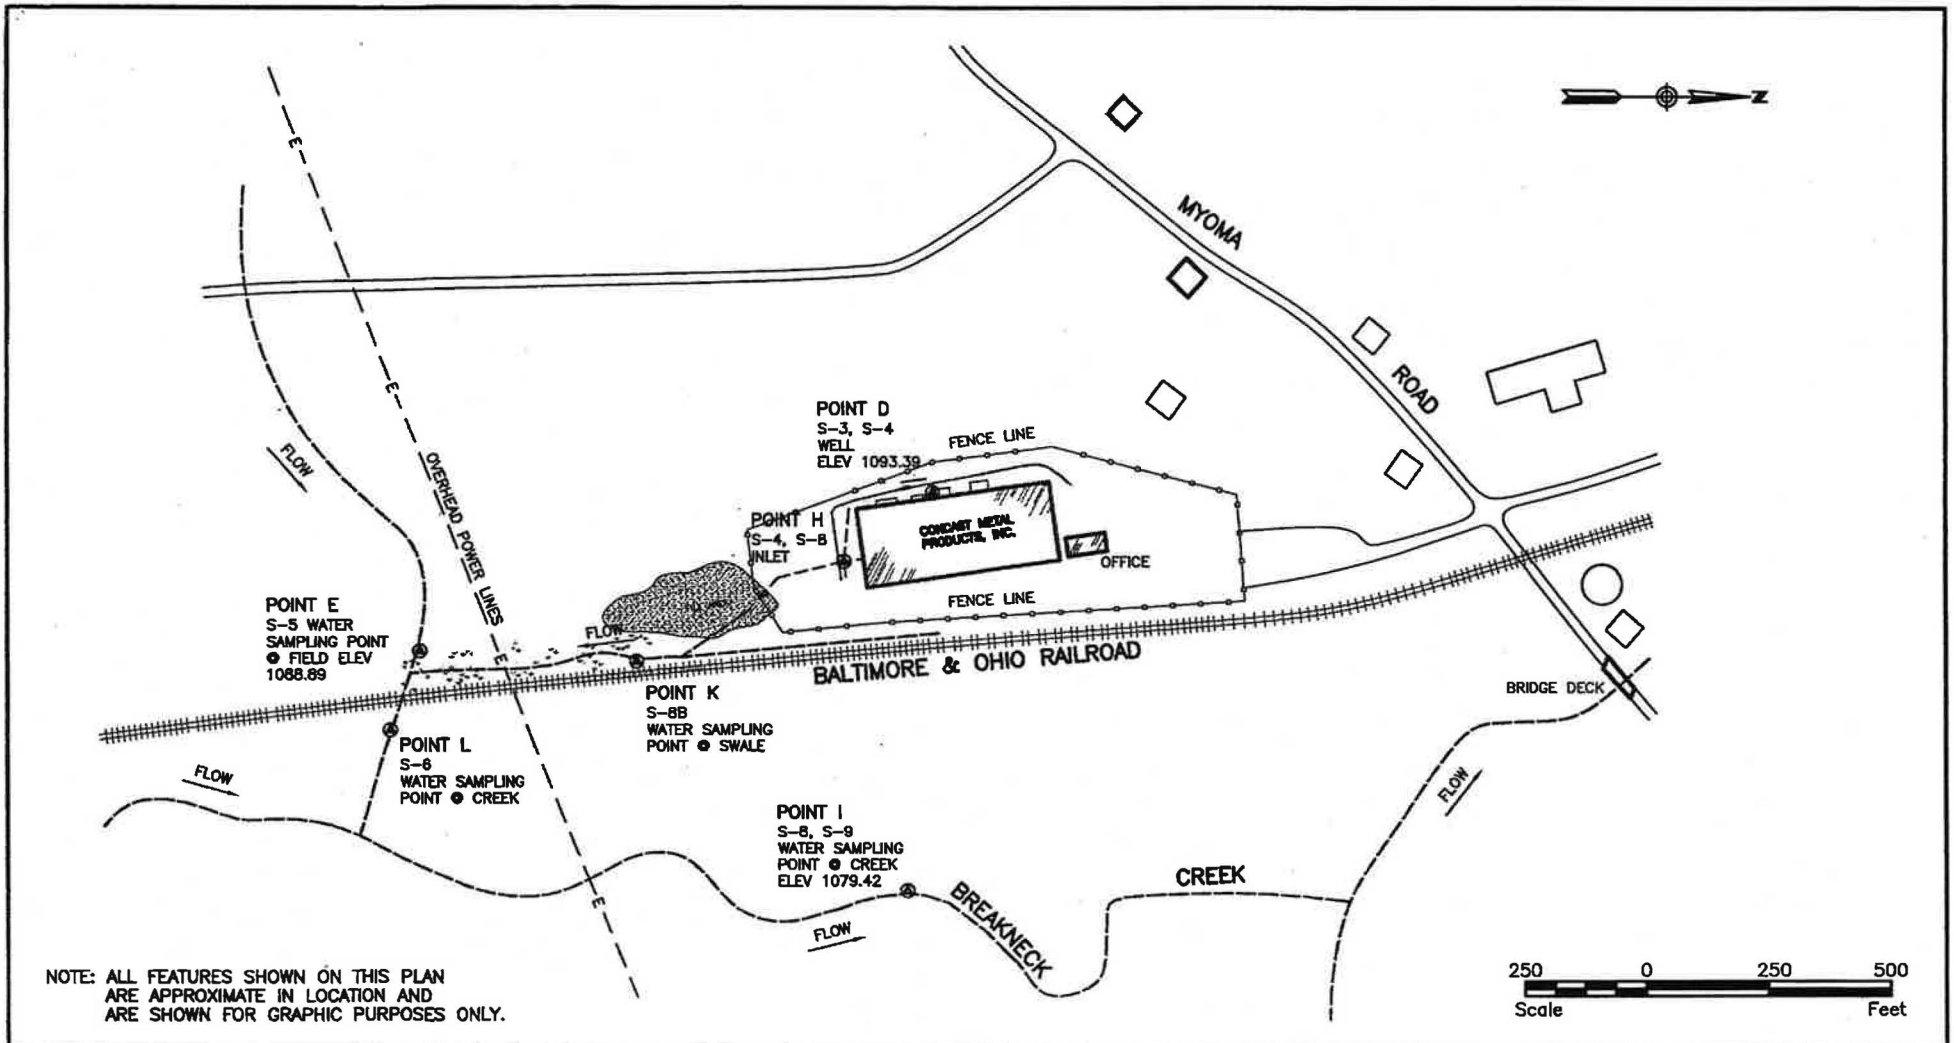 N
MYOMA
ROAD
E
E
OVERHEAD POWER LINES
E
E
FLOW
POINT D
S-3, S-4
WELL
ELEV 1093.39
FENCE LINE
POINT H
S-4, S-8
INLET
CONCAST METAL
PRODUCTS, INC.
OFFICE
FENCE LINE
POINT E
S-5 WATER
SAMPLING POINT
@ FIELD ELEV
1088.89
FLOW
BALTIMORE & OHIO RAILROAD
POINT K
S-8B
WATER SAMPLING
POINT @ SWALE
BRIDGE DECK
POINT L
S-6
WATER SAMPLING
POINT @ CREEK
FLOW
FLOW
POINT I
S-8, S-9
WATER SAMPLING
POINT @ CREEK
ELEV 1079.42
FLOW
BREAKNECK
CREEK
NOTE: ALL FEATURES SHOWN ON THIS PLAN
ARE APPROXIMATE IN LOCATION AND
ARE SHOWN FOR GRAPHIC PURPOSES ONLY.
250 0 250 500
Scale Feet